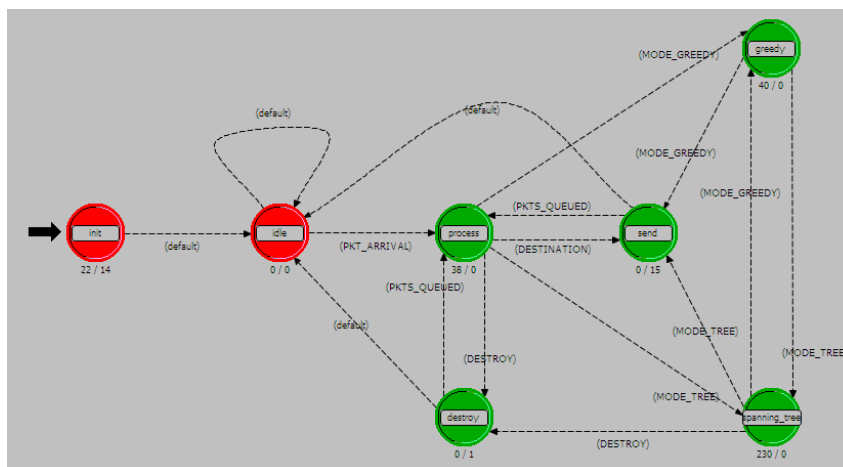 greedy
(MODE_GREEDY)
40 / 0
(default)
(default)
(MODE_GREEDY)
(MODE_GREEDY)
(PKTS_QUEUED)
init
idle
process
send
(default)
(PKT_ARRIVAL)
(DESTINATION)
22 / 14
0 / 0
38 / 0
0 / 15
(PKTS_QUEUED)
(default)
(MODE_TREE)
(DESTROY)
(MODE_TREE
(MODE_TREE)
destroy
spanning_tree
(DESTROY)
0 / 1
230 / 0